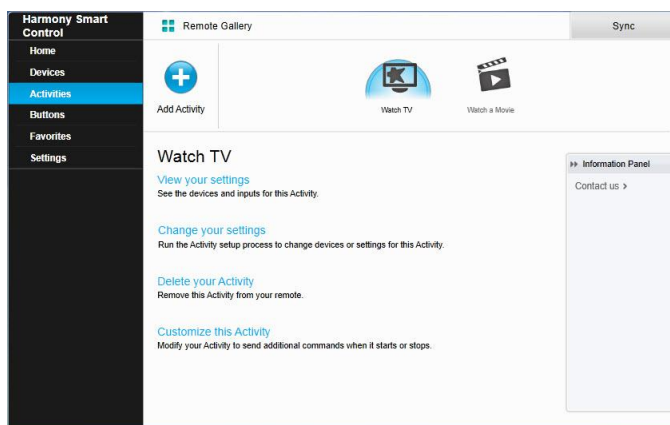 Harmony Smart
Control
Remote Gallery
Sync
Home
Devices
Activities
Buttons
Favorites
Settings
Add Activity
Watch TV
Watch a Movie
Watch TV
View your settings
See the devices and inputs for this Activity.
Change your settings
Run the Activity setup process to change devices or settings for this Activity.
Delete your Activity
Remove this Activity from your remote.
Customize this Activity
Modify your Activity to send additional commands when it starts or stops.
Information Panel
Contact us >